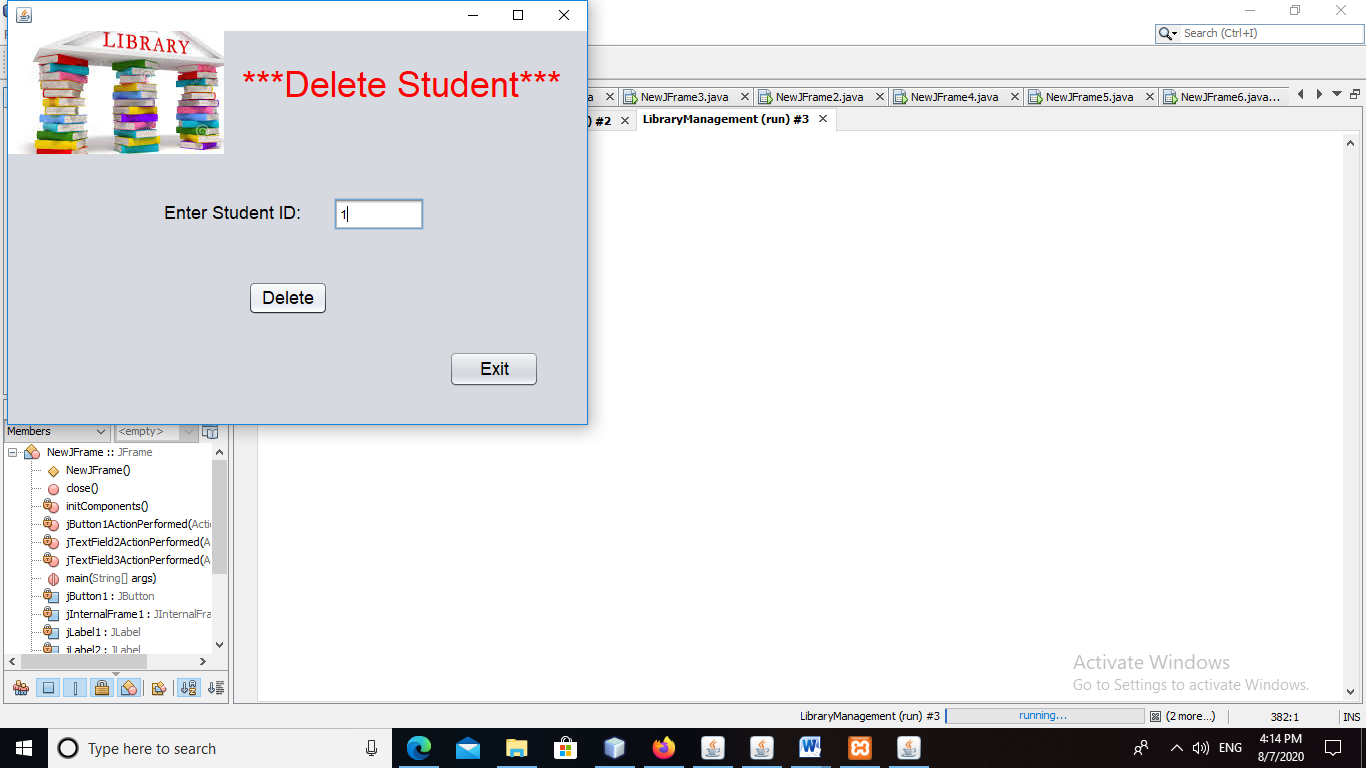 LIBRARY
***Delete Student***
Enter Student ID:
1
Delete
Exit
Search (Ctrl+I)
a
NewJFrame3.java
NewJFrame2.java
NewJFrame4.java
NewJFrame5.java
NewJFrame6.java...
) #2
LibraryManagement (run) #3
Members
<empty>
NewJFrame :: JFrame
NewJFrame()
close()
initComponents()
jButton1ActionPerformed(Acti
jTextField2ActionPerformed(A
jTextField3ActionPerformed(A
main(String[] args)
jButton1 : JButton
jInternalFrame1 : JInternalFra
jLabel1 : JLabel
jLabel2 : JLabel
Activate Windows
Go to Settings to activate Windows.
LibraryManagement (run) #3
running...
(2 more...)
382:1
INS
Type here to search
ENG
4:14 PM
8/7/2020